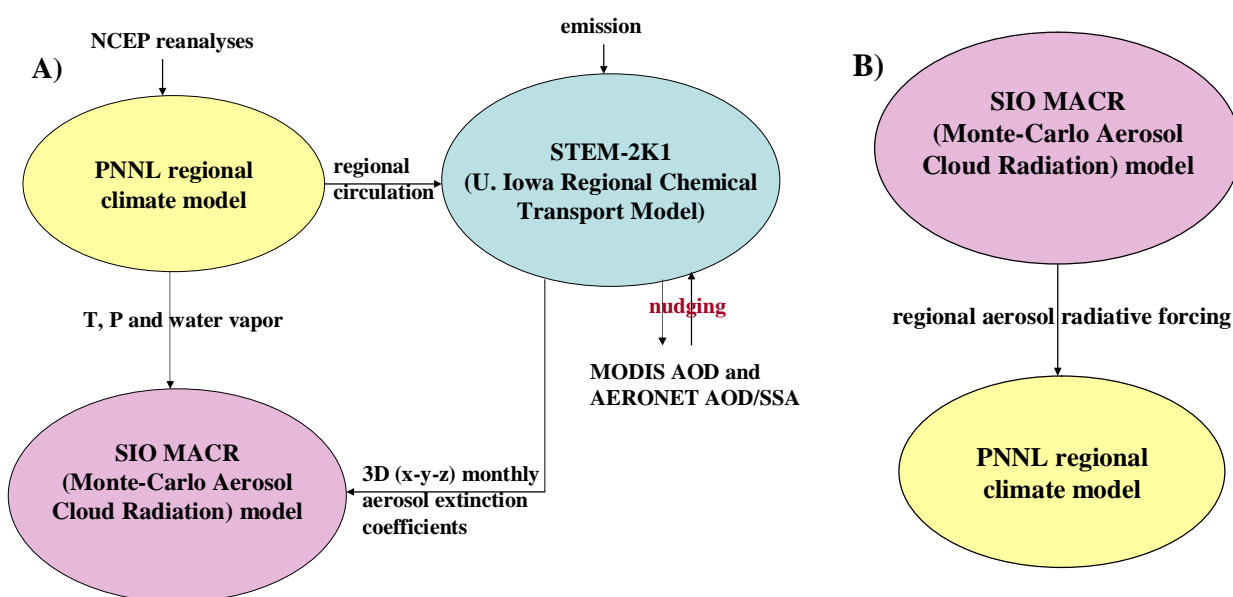 NCEP reanalyses
emission
A)
B)
PNNL regional
climate model
regional
circulation
STEM-2K1
(U. Iowa Regional Chemical
Transport Model)
SIO MACR
(Monte-Carlo Aerosol
Cloud Radiation) model
T, P and water vapor
nudging
regional aerosol radiative forcing
MODIS AOD and
AERONET AOD/SSA
SIO MACR
(Monte-Carlo Aerosol
Cloud Radiation) model
3D (x-y-z) monthly
aerosol extinction
coefficients
PNNL regional
climate model